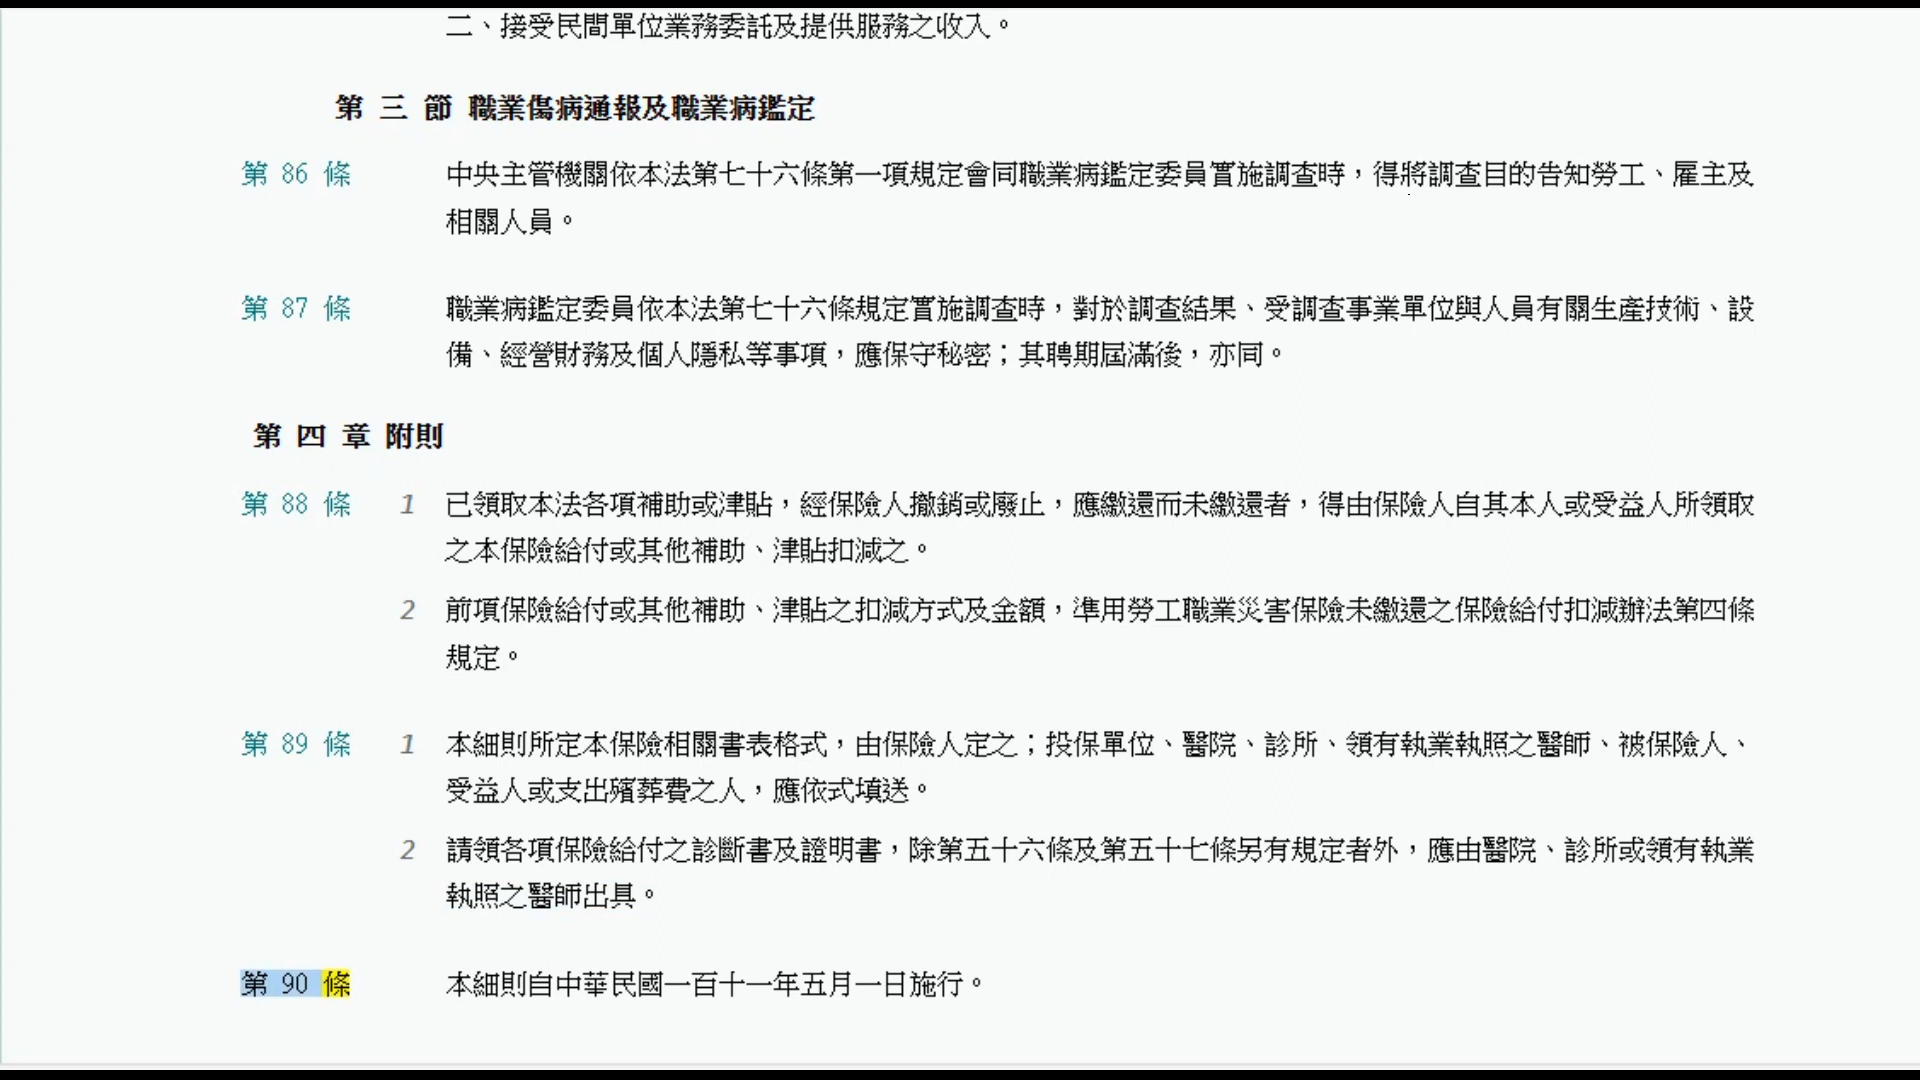 二、接受民間單位業務委託及提供服務之收入。
第 三 節 職業傷病通報及職業病鑑定
第 86 條 中央主管機關依本法第七十六條第一項規定會同職業病鑑定委員實施調查時，得將調查目的告知勞工、雇主及
相關人員。
第 87 條 職業病鑑定委員依本法第七十六條規定實施調查時，對於調查結果、受調查事業單位與人員有關生產技術、設
備、經營財務及個人隱私等事項，應保守秘密；其聘期屆滿後，亦同。
第 四 章 附則
第 88 條 1 已領取本法各項補助或津貼，經保險人撤銷或廢止，應繳還而未繳還者，得由保險人自其本人或受益人所領取
之本保險給付或其他補助、津貼扣減之。
2 前項保險給付或其他補助、津貼之扣減方式及金額，準用勞工職業災害保險未繳還之保險給付扣減辦法第四條
規定。
第 89 條 1 本細則所定本保險相關書表格式，由保險人定之；投保單位、醫院、診所、領有執業執照之醫師、被保險人、
受益人或支出殯葬費之人，應依式填送。
2 請領各項保險給付之診斷書及證明書，除第五十六條及第五十七條另有規定者外，應由醫院、診所或領有執業
執照之醫師出具。
第 90 條 本細則自中華民國一百十一年五月一日施行。